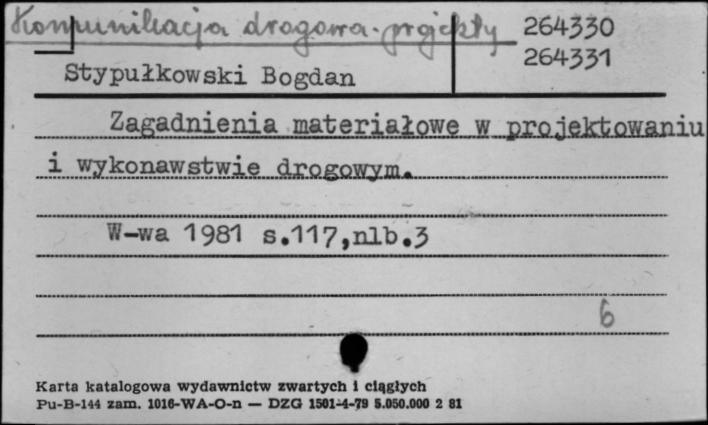 Komunikacja drogowa - projekty
264330
264331
Stypułkowski Bogdan
Zagadnienia materiałowe w projektowaniu
i wykonawstwie drogowym.
W-wa 1981 s.117,nlb.3
6
Karta katalogowa wydawnictw zwartych i ciągłych
Pu-B-144 zam. 1016-WA-O-n — DZG 1501-4-79 5.050.000 2 81